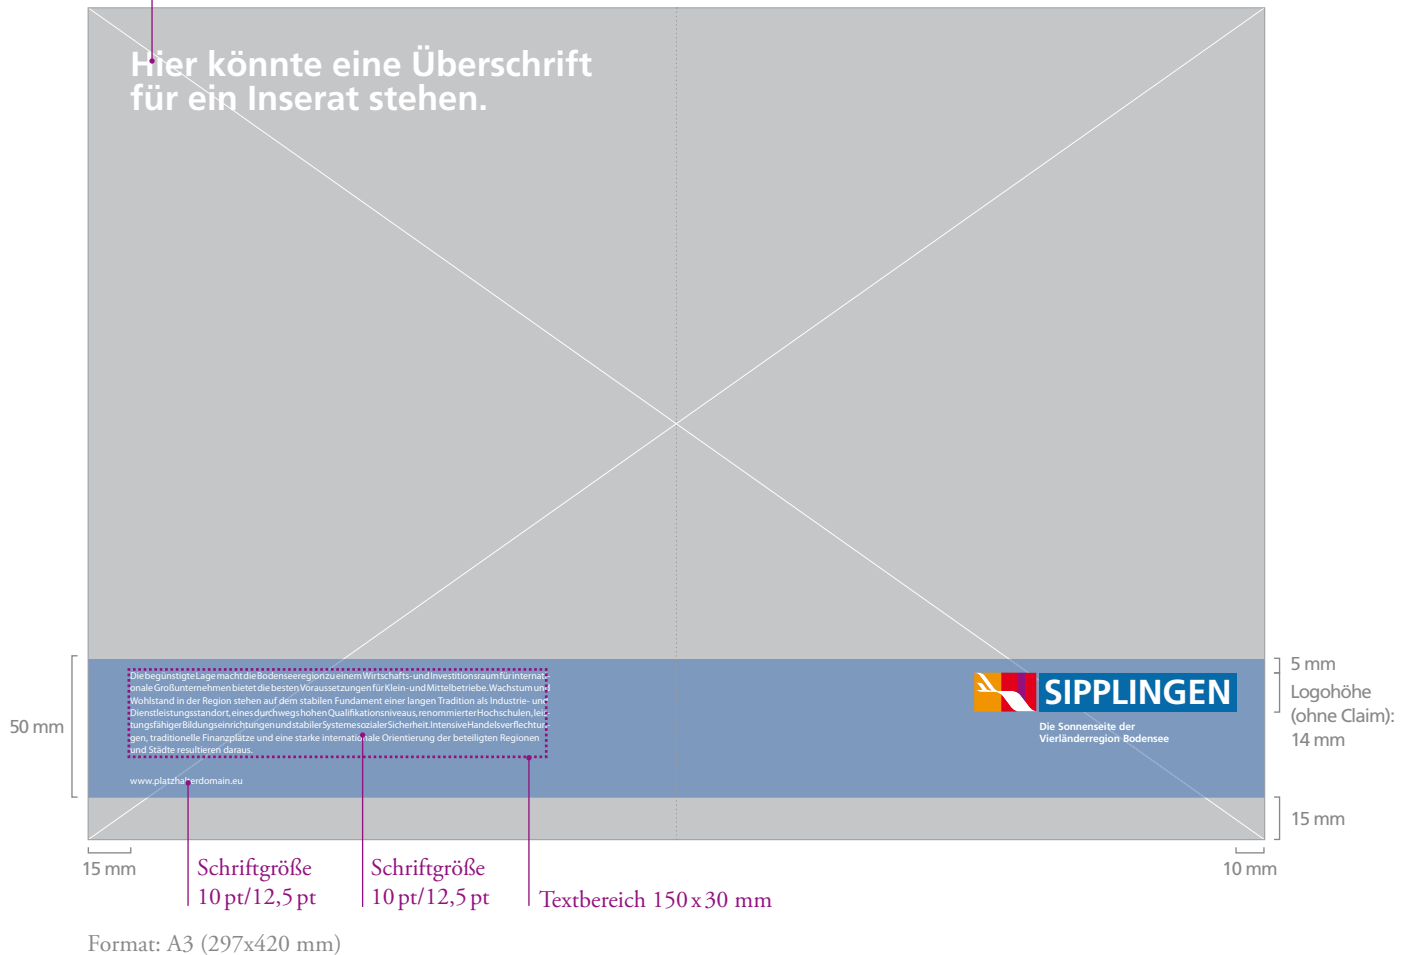 Hier könnte eine Überschrift
für ein Inserat stehen.
Die begünstigte Lage macht die Bodenseeregion zu einem Wirtschafts- und Investitionsraum für internati-
onale Großunternehmen bietet die besten Voraussetzungen für Klein- und Mittelbetriebe. Wachstum und
Wohlstand in der Region stehen auf dem stabilen Fundament einer langen Tradition als Industrie- und
Dienstleistungsstandort, eines durchwegs hohen Qualifikationsniveaus, renommierter Hochschulen, leis-
tungsfähiger Bildungseinrichtungen und stabiler Systeme sozialer Sicherheit. Intensive Handelsverflechtun-
gen, traditionelle Finanzplätze und eine starke internationale Orientierung der beteiligten Regionen
und Städte resultieren daraus.
www.platzhalterdomain.eu
SIPPLINGEN
Die Sonnenseite der
Vierländerregion Bodensee
50 mm
5 mm
Logohöhe
(ohne Claim):
14 mm
15 mm
15 mm
10 mm
Schriftgröße
10 pt/12,5 pt
Schriftgröße
10 pt/12,5 pt
Textbereich 150 x 30 mm
Format: A3 (297x420 mm)